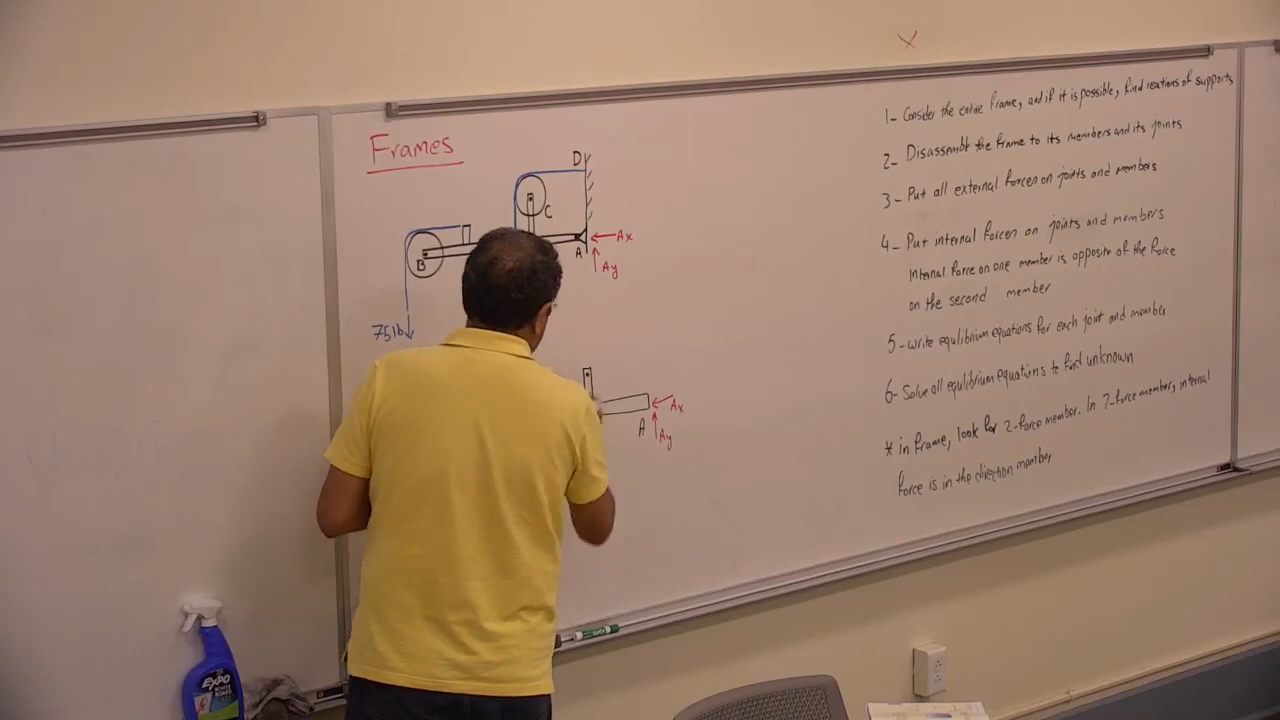 Frames
D
C
B
A
Ax
Ay
75lb
Ax
A
Ay
1- Consider the entire frame, and if it is possible, find reactions of supports
2- Disassemble the frame to its members and its joints
3- Put all external forces on joints and members
4- Put internal forces on joints and members
internal force on one member is opposite of the force
on the second member
5- write equilibrium equations for each joint and member
6- Solve all equilibrium equations to find unknown
* in frame, look for 2-force member. In 2-force member, internal
force is in the direction member
EXPO